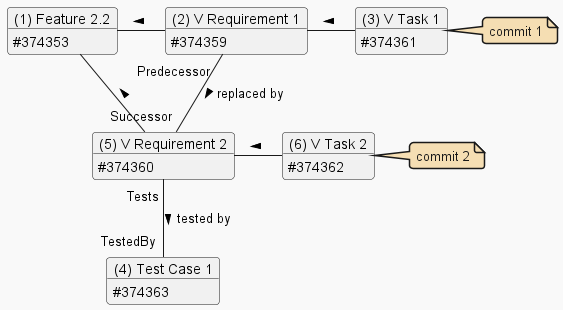 (1) Feature 2.2
#374353
(2) V Requirement 1
#374359
(3) V Task 1
#374361
commit 1
Predecessor
replaced by
Successor
(5) V Requirement 2
#374360
(6) V Task 2
#374362
commit 2
Tests
tested by
TestedBy
(4) Test Case 1
#374363